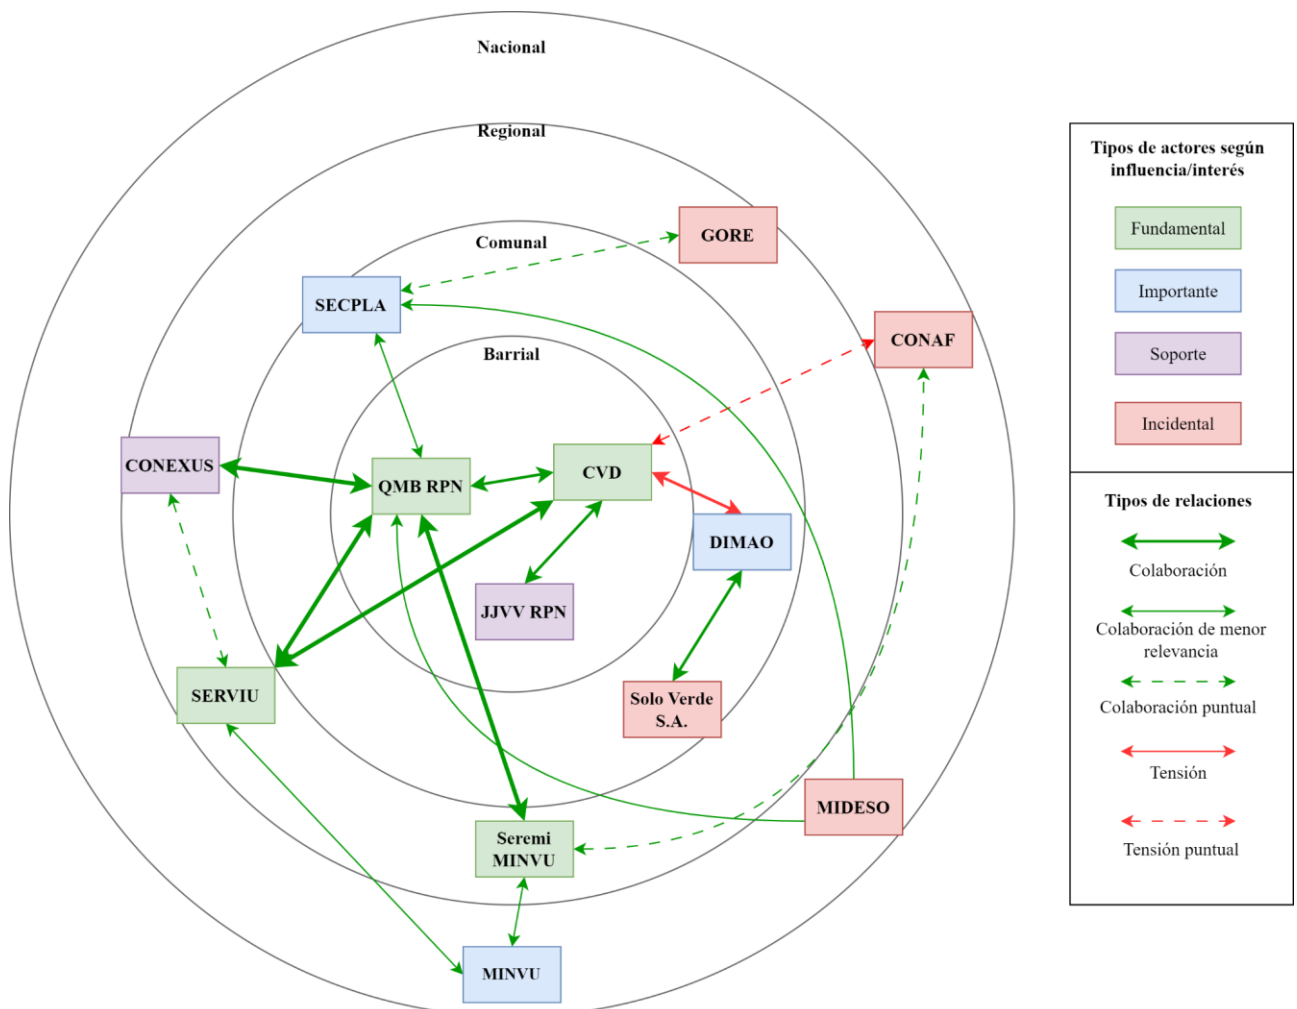 Nacional
Regional
GORE
Comunal
SECPLA
CONAF
Barrial
CONEXUS
QMB RPN
CVD
DIMAO
JJVV RPN
SERVIU
Solo Verde
S.A.
MIDESO
Seremi
MINVU
MINVU
Tipos de actores según
influencia/interés
Fundamental
Importante
Soporte
Incidental
Tipos de relaciones
Colaboración
Colaboración de menor
relevancia
Colaboración puntual
Tensión
Tensión puntual